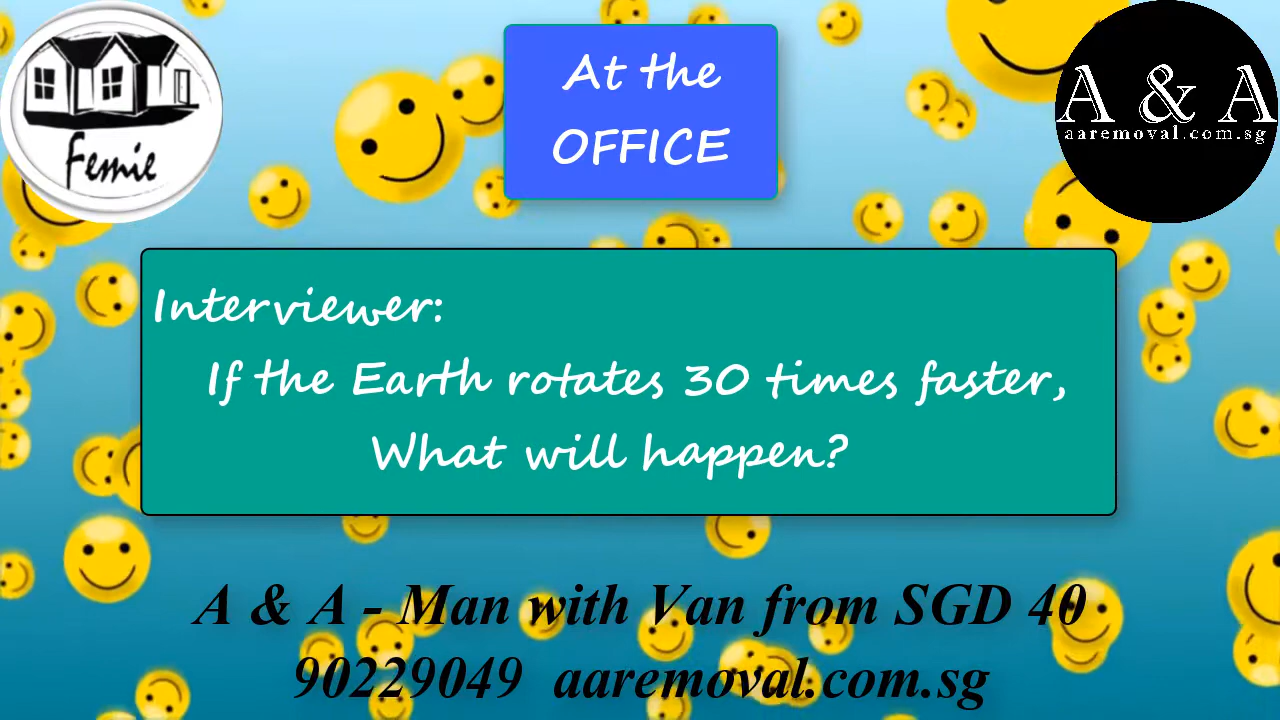 Femie
At the
OFFICE
A & A
aaremoval.com.sg
Interviewer:
If the Earth rotates 30 times faster,
What will happen?
A & A - Man with Van from SGD 40
90229049 aaremoval.com.sg